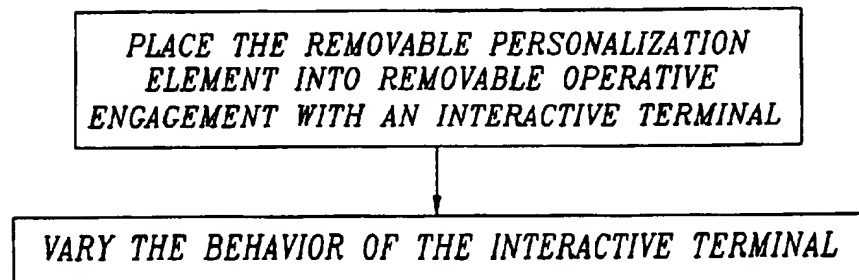 PLACE THE REMOVABLE PERSONALIZATION
ELEMENT INTO REMOVABLE OPERATIVE
ENGAGEMENT WITH AN INTERACTIVE TERMINAL
VARY THE BEHAVIOR OF THE INTERACTIVE TERMINAL